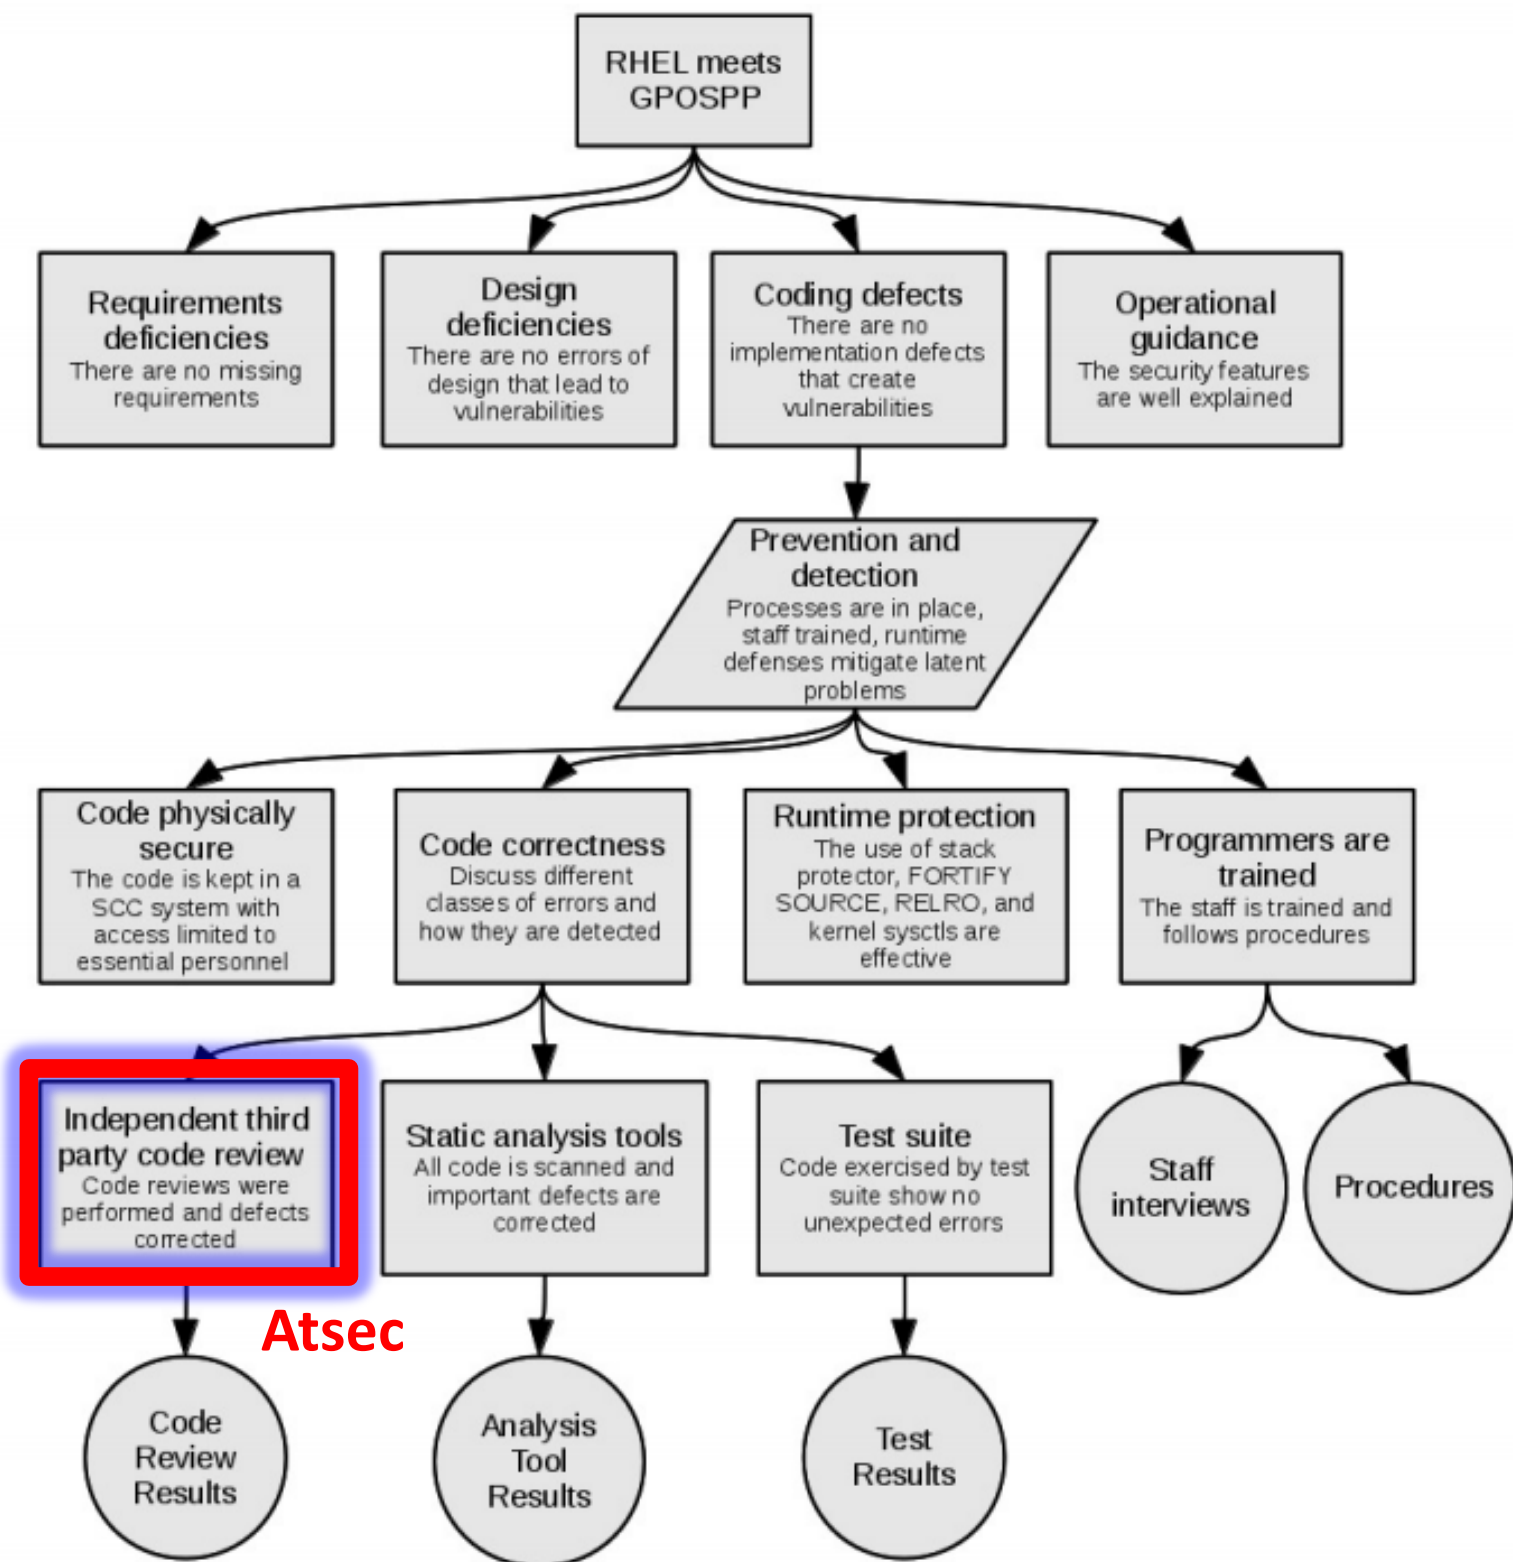 RHEL meets
GPOSPP
Requirements
deficiencies
There are no missing
requirements
Design
deficiencies
There are no errors of
design that lead to
vulnerabilities
Coding defects
There are no
implementation defects
that create
vulnerabilities
Operational
guidance
The security features
are well explained
Prevention and
detection
Processes are in place,
staff trained, runtime
defenses mitigate latent
problems
Code physically
secure
The code is kept in a
SCC system with
access limited to
essential personnel
Code correctness
Discuss different
classes of errors and
how they are detected
Runtime protection
The use of stack
protector, FORTIFY
SOURCE, RELRO, and
kernel sysctls are
effective
Programmers are
trained
The staff is trained and
follows procedures
Independent third
party code review
Code reviews were
performed and defects
corrected
Static analysis tools
All code is scanned and
important defects are
corrected
Test suite
Code exercised by test
suite show no
unexpected errors
Staff
interviews
Procedures
Atsec
Code
Review
Results
Analysis
Tool
Results
Test
Results